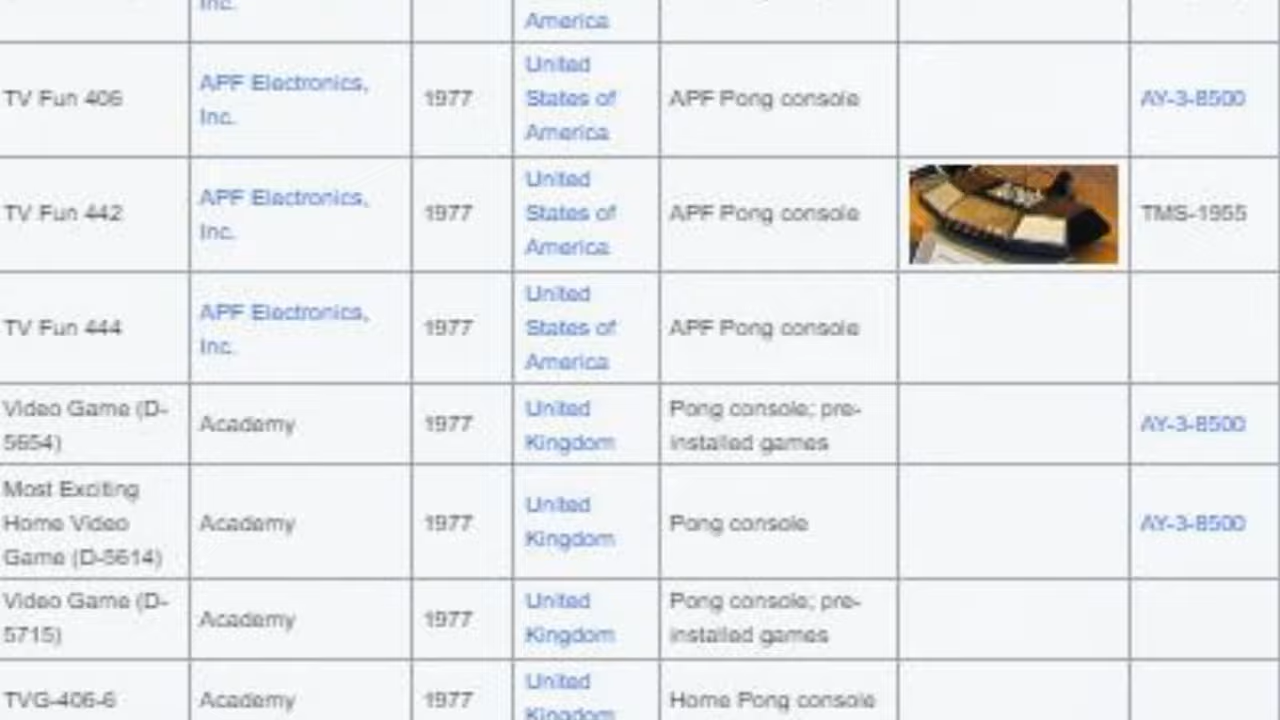 Inc.
America
TV Fun 406
APF Electronics,
Inc.
1977
United
States of
America
APF Pong console
AY-3-8500
TV Fun 442
APF Electronics,
Inc.
1977
United
States of
America
APF Pong console
TMS-1955
TV Fun 444
APF Electronics,
Inc.
1977
United
States of
America
APF Pong console
Video Game (D-
5654)
Academy
1977
United
Kingdom
Pong console; pre-
installed games
AY-3-8500
Most Exciting
Home Video
Game (D-5614)
Academy
1977
United
Kingdom
Pong console
AY-3-8500
Video Game (D-
5715)
Academy
1977
United
Kingdom
Pong console; pre-
installed games
TVG-406-6
Academy
1977
United
Kingdom
Home Pong console